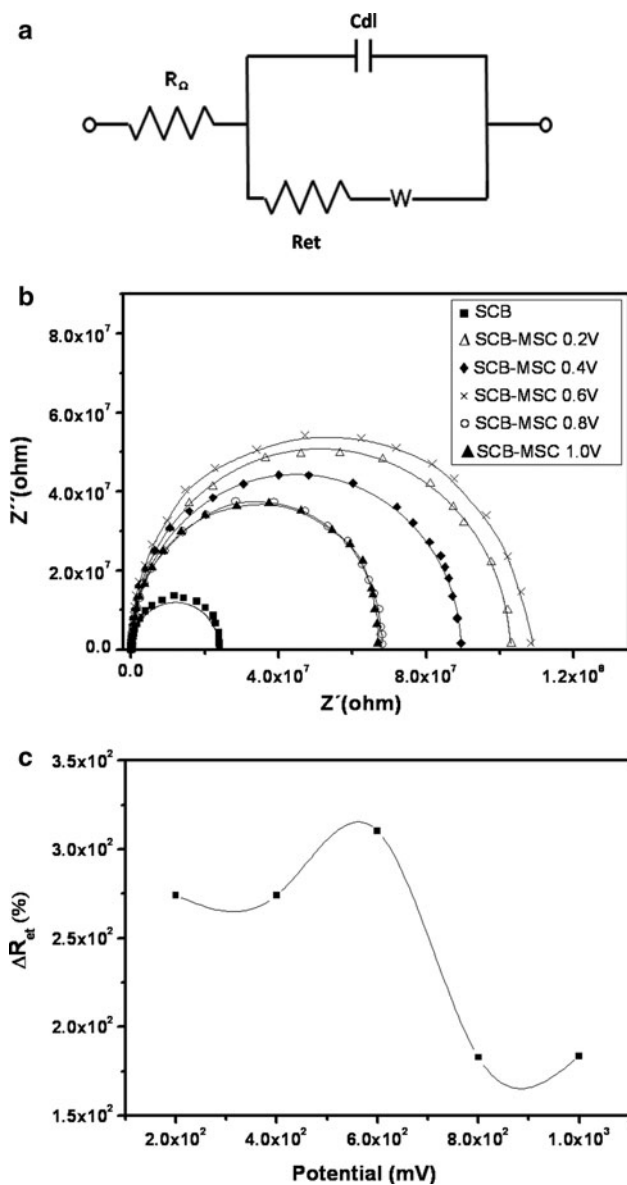 a
Cdl
RΩ
W
Ret
b
8.0x10⁷
6.0x10⁷
4.0x10⁷
2.0x10⁷
0.0
Z´´(ohm)
SCB
SCB-MSC 0.2V
SCB-MSC 0.4V
SCB-MSC 0.6V
SCB-MSC 0.8V
SCB-MSC 1.0V
0.0 4.0x10⁷ 8.0x10⁷ 1.2x10⁸
Z´(ohm)
c
3.5x10²
3.0x10²
2.5x10²
2.0x10²
1.5x10²
ΔRet (%)
2.0x10² 4.0x10² 6.0x10² 8.0x10² 1.0x10³
Potential (mV)